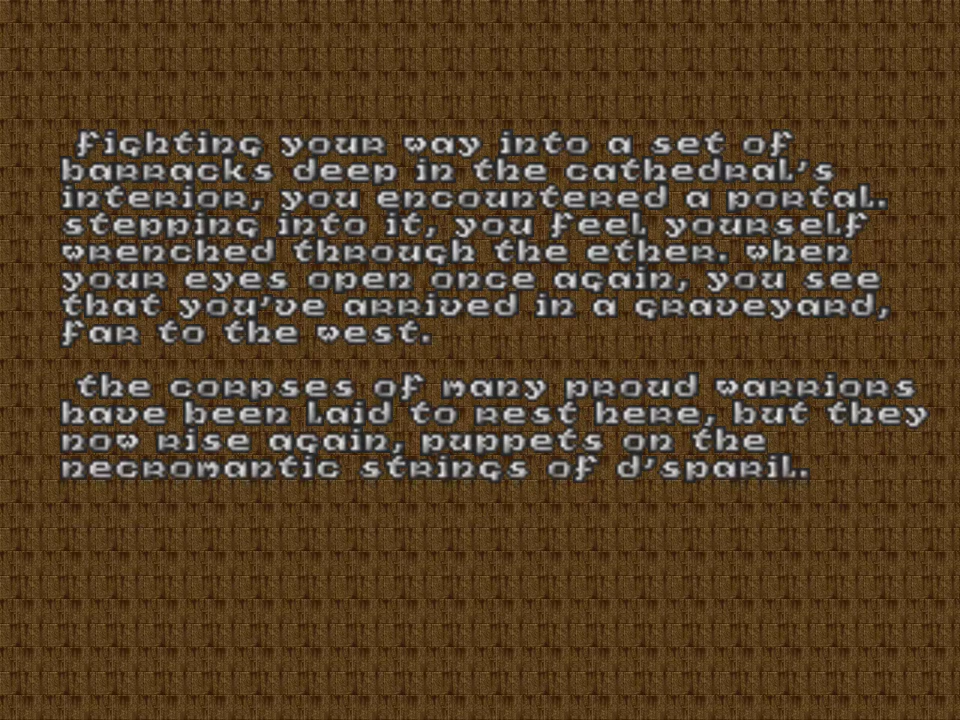 fighting your way into a set of
barracks deep in the cathedral's
interior, you encountered a portal.
stepping into it, you feel yourself
wrenched through the ether. when
your eyes open once again, you see
that you've arrived in a graveyard,
far to the west.
the corpses of many proud warriors
have been laid to rest here, but they
now rise again, puppets on the
necromantic strings of d'sparil.